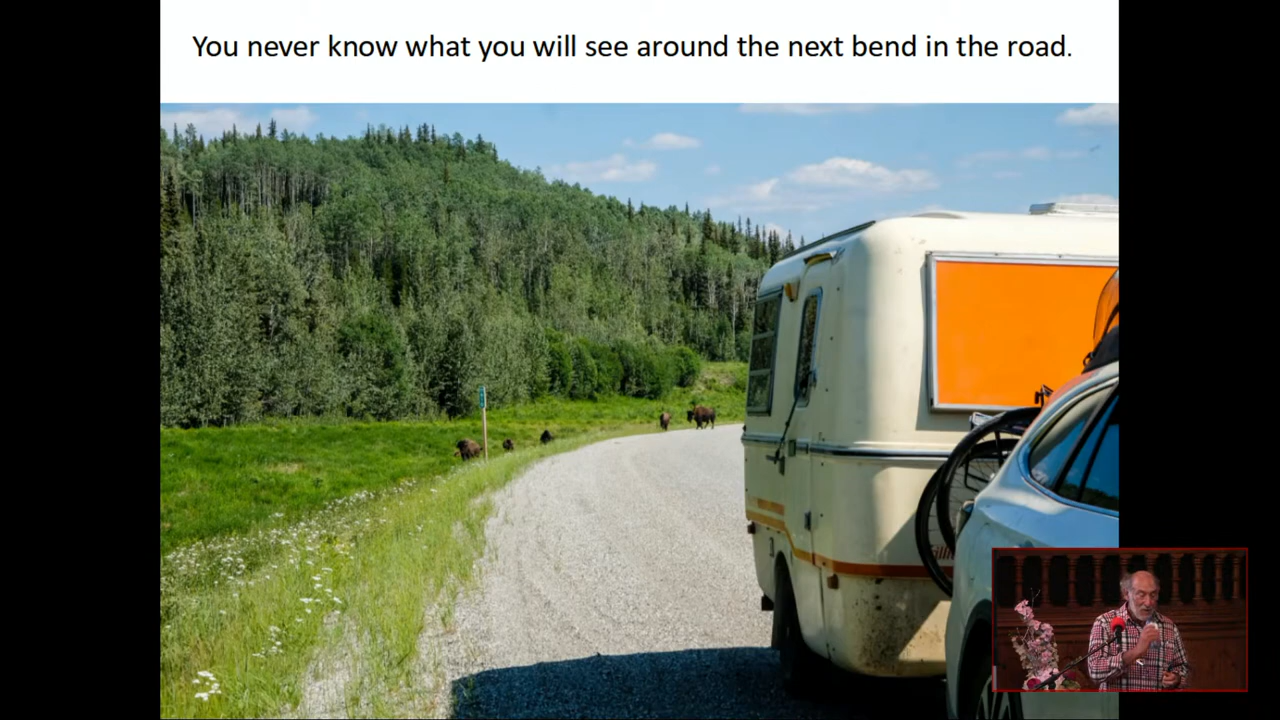 You never know what you will see around the next bend in the road.